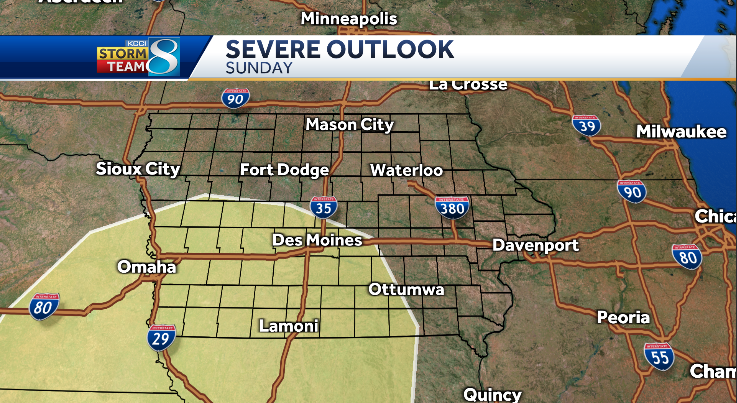 Aberdeen
Minneapolis
KCCI
STORM
TEAM 8
SEVERE OUTLOOK
SUNDAY
La Crosse
90
39
Mason City
Milwaukee
Sioux City
Fort Dodge
Waterloo
90
35
380
Chica
Des Moines
Davenport
80
Omaha
Ottumwa
80
Peoria
Lamoni
29
55
Cham
Quincy